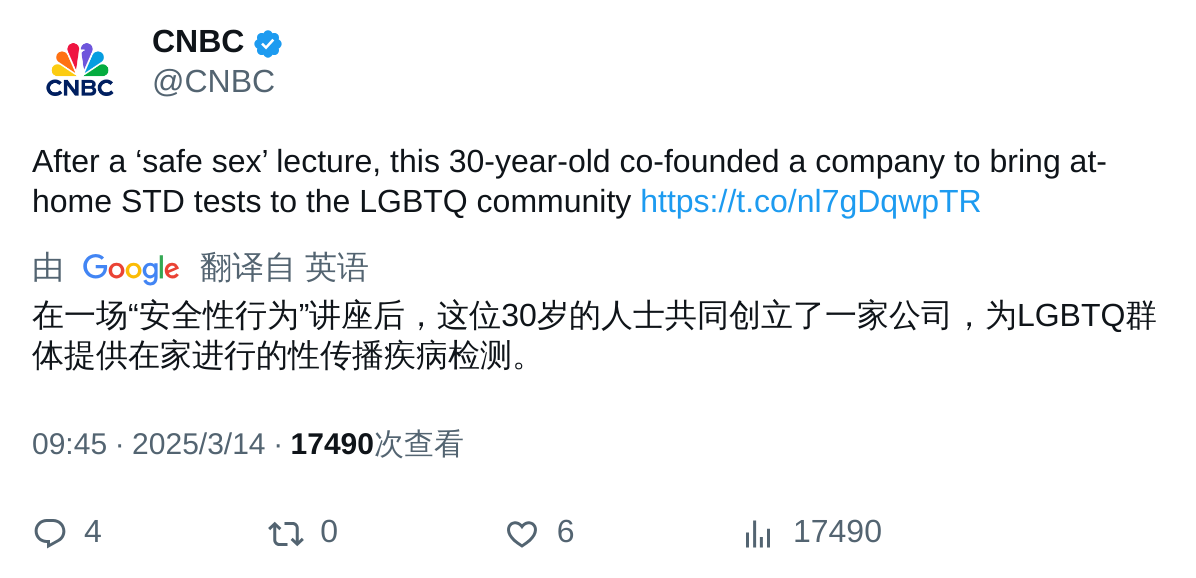 CNBC
CNBC
@CNBC
After a ‘safe sex’ lecture, this 30-year-old co-founded a company to bring at-
home STD tests to the LGBTQ community https://t.co/nl7gDqwpTR
由 Google 翻译自 英语
在一场“安全性行为”讲座后，这位30岁的人士共同创立了一家公司，为LGBTQ群
体提供在家进行的性传播疾病检测。
09:45 · 2025/3/14 · 17490次查看
4 0 6 17490